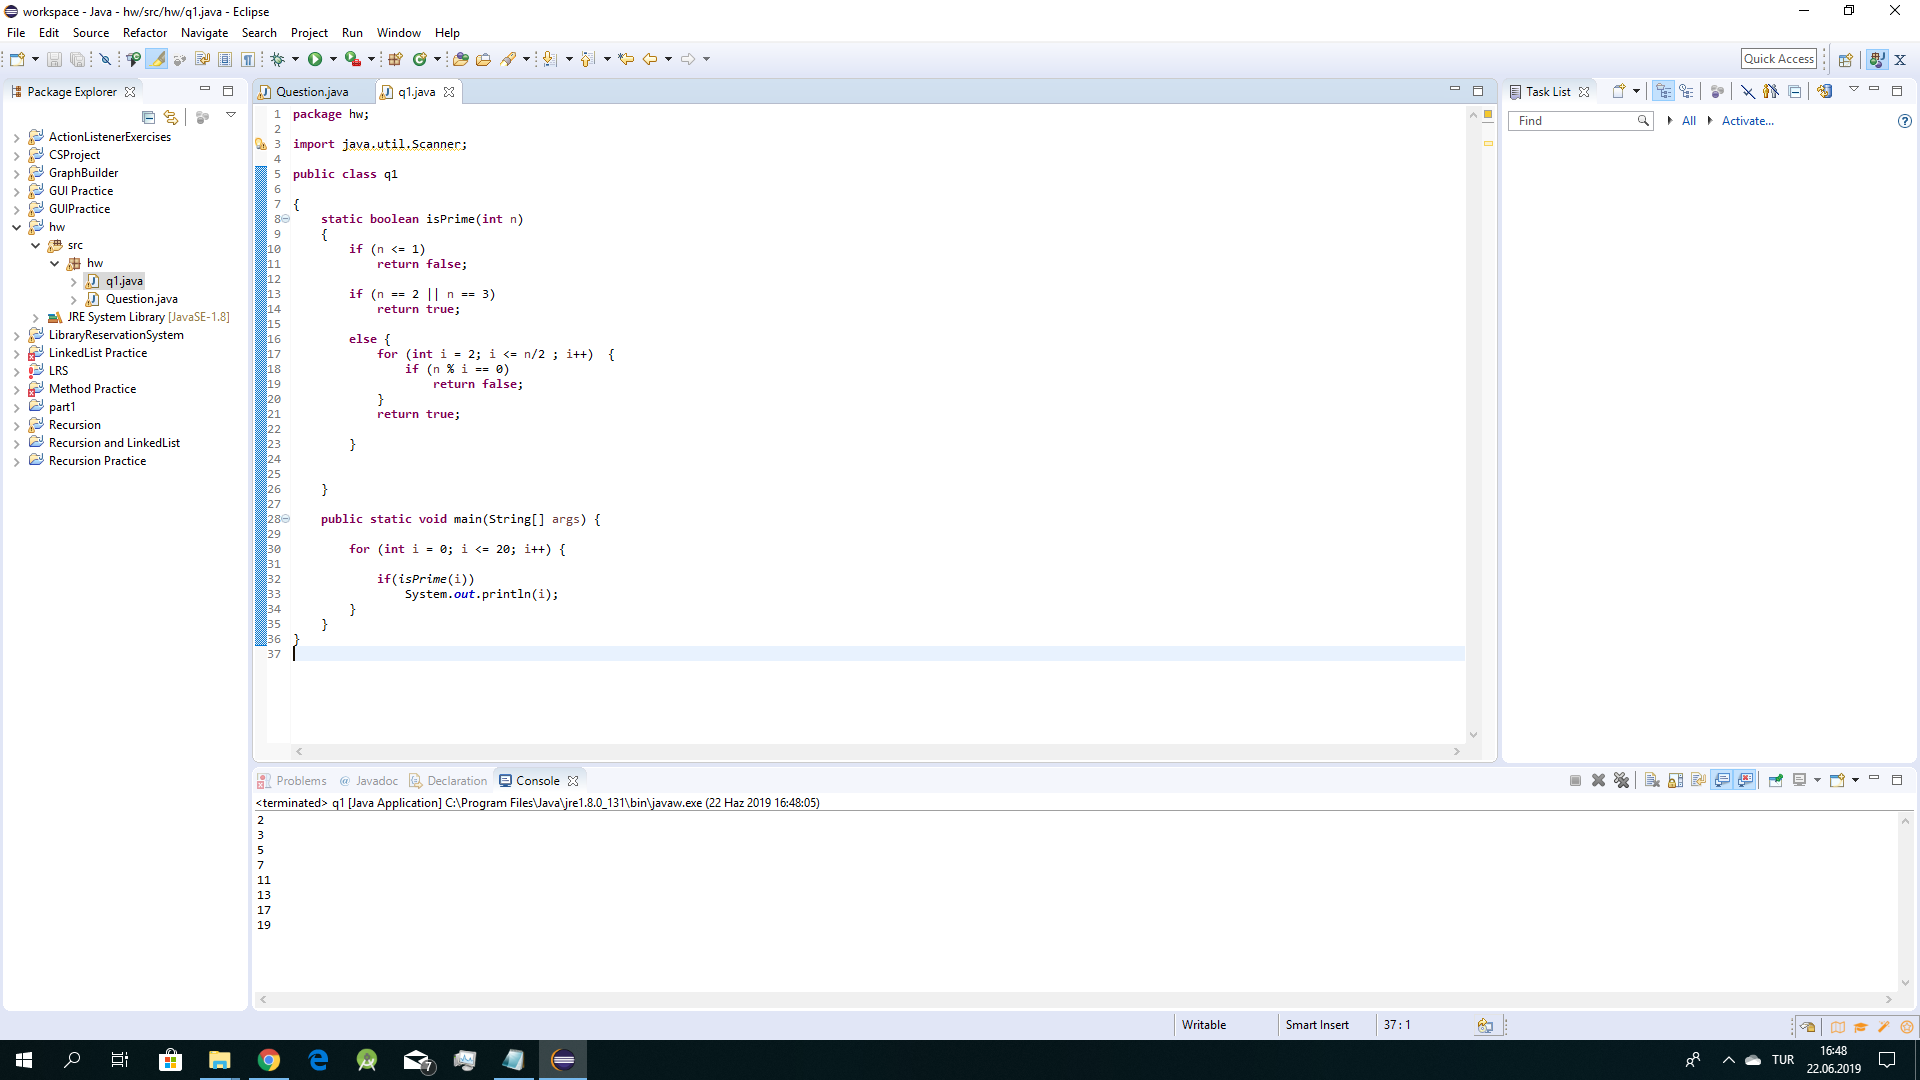 workspace - Java - hw/src/hw/q1.java - Eclipse
File Edit Source Refactor Navigate Search Project Run Window Help
Quick Access
Package Explorer
ActionListenerExercises
CSProject
GraphBuilder
GUI Practice
GUIPractice
hw
src
hw
q1.java
Question.java
JRE System Library [JavaSE-1.8]
LibraryReservationSystem
LinkedList Practice
LRS
Method Practice
part1
Recursion
Recursion and LinkedList
Recursion Practice
Question.java q1.java
1 package hw;
2
3 import java.util.Scanner;
4
5 public class q1
6
7 {
8 static boolean isPrime(int n)
9 {
10 if (n <= 1)
11 return false;
12
13 if (n == 2 || n == 3)
14 return true;
15
16 else {
17 for (int i = 2; i <= n/2 ; i++) {
18 if (n % i == 0)
19 return false;
20 }
21 return true;
22
23 }
24
25
26 }
27
28 public static void main(String[] args) {
29
30 for (int i = 0; i <= 20; i++) {
31
32 if(isPrime(i))
33 System.out.println(i);
34 }
35 }
36 }
37
Task List
Find All Activate...
Problems @ Javadoc Declaration Console
<terminated> q1 [Java Application] C:\Program Files\Java\jre1.8.0_131\bin\javaw.exe (22 Haz 2019 16:48:05)
2
3
5
7
11
13
17
19
Writable Smart Insert 37 : 1
7
TUR
16:48
22.06.2019